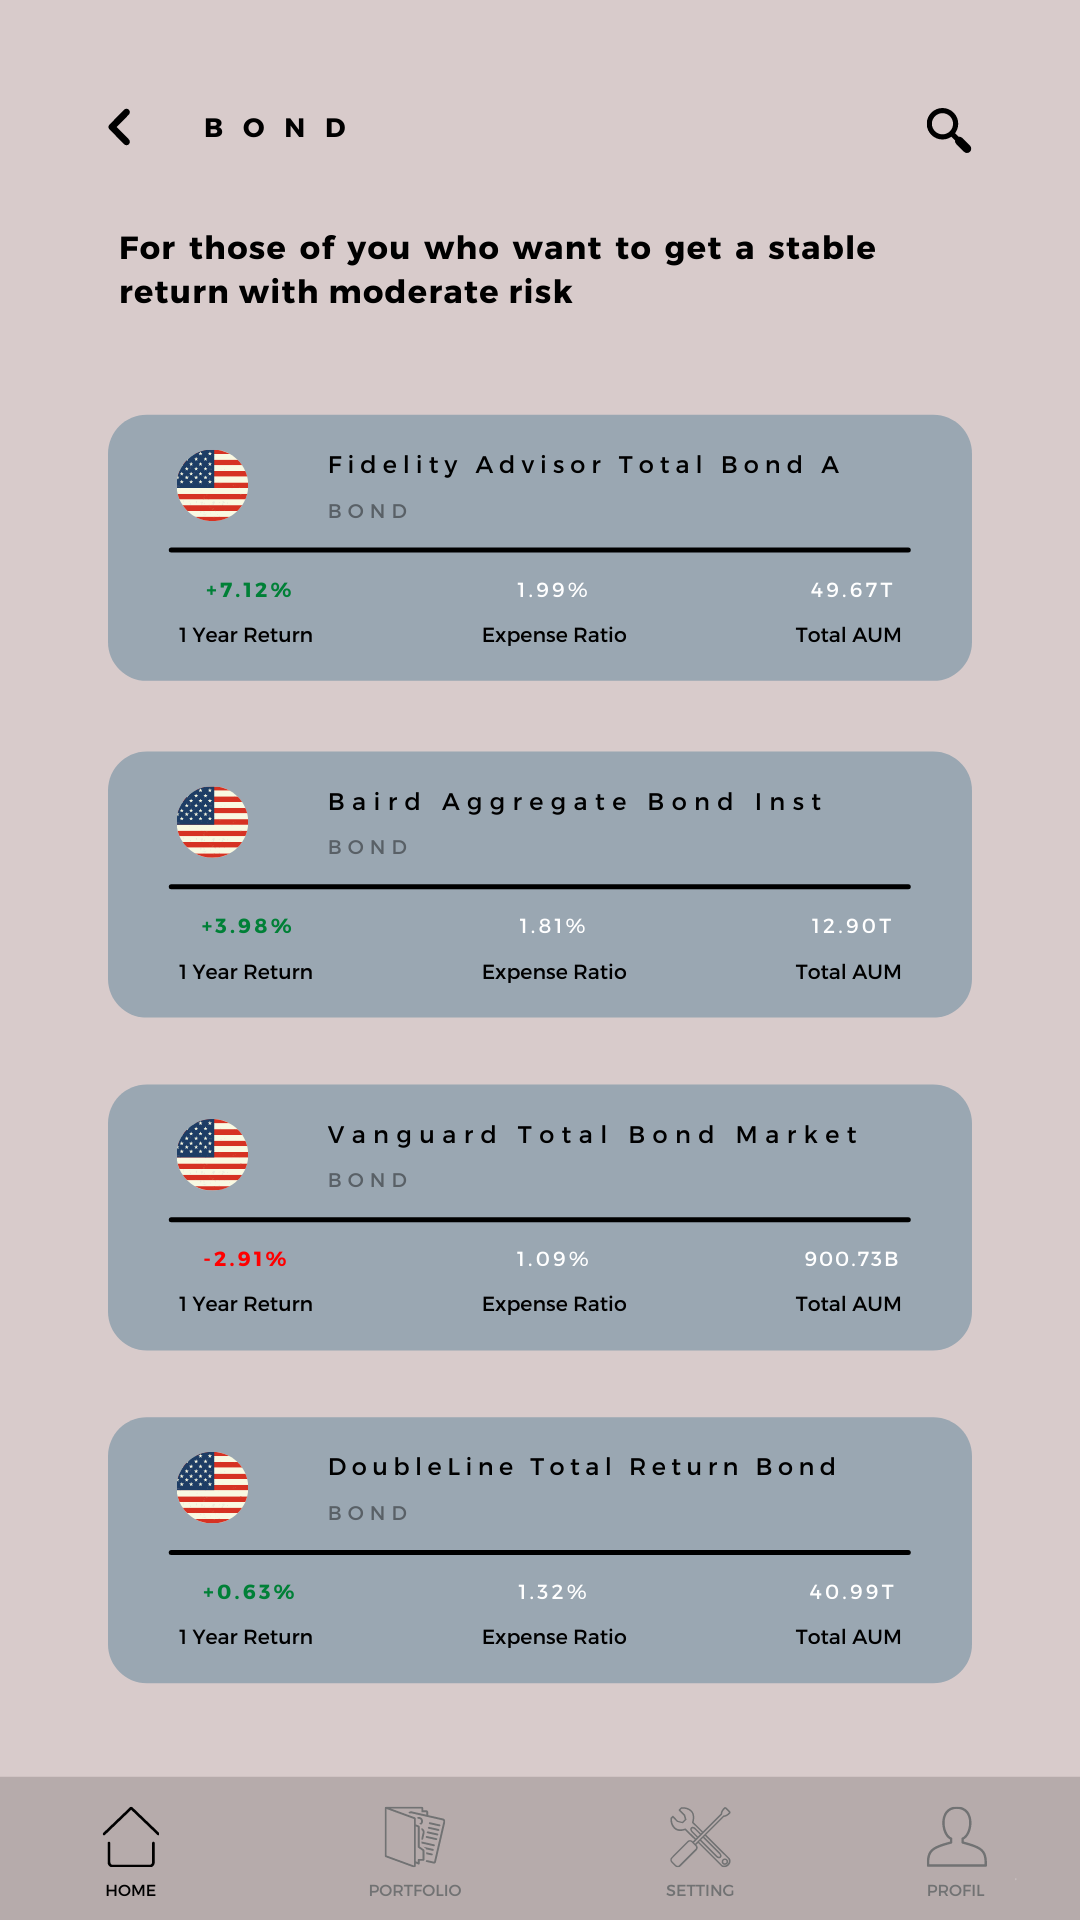 BOND
For those of you who want to get a stable
return with moderate risk
Fidelity Advisor Total Bond A
BOND
+7.12% 1.99% 49.67T
1 Year Return Expense Ratio Total AUM
Baird Aggregate Bond Inst
BOND
+3.98% 1.81% 12.90T
1 Year Return Expense Ratio Total AUM
Vanguard Total Bond Market
BOND
-2.91% 1.09% 900.73B
1 Year Return Expense Ratio Total AUM
DoubleLine Total Return Bond
BOND
+0.63% 1.32% 40.99T
1 Year Return Expense Ratio Total AUM
HOME PORTFOLIO SETTING PROFIL